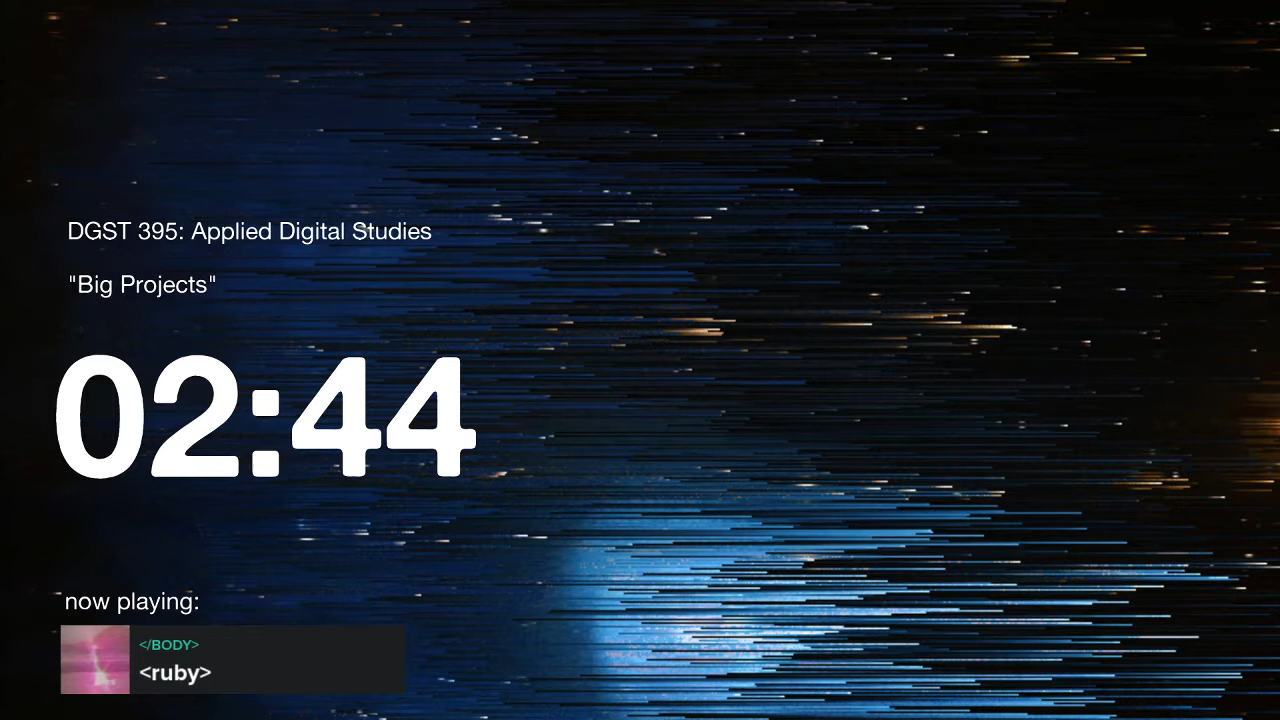 DGST 395: Applied Digital Studies
"Big Projects"
02:44
now playing:
</BODY>
<ruby>